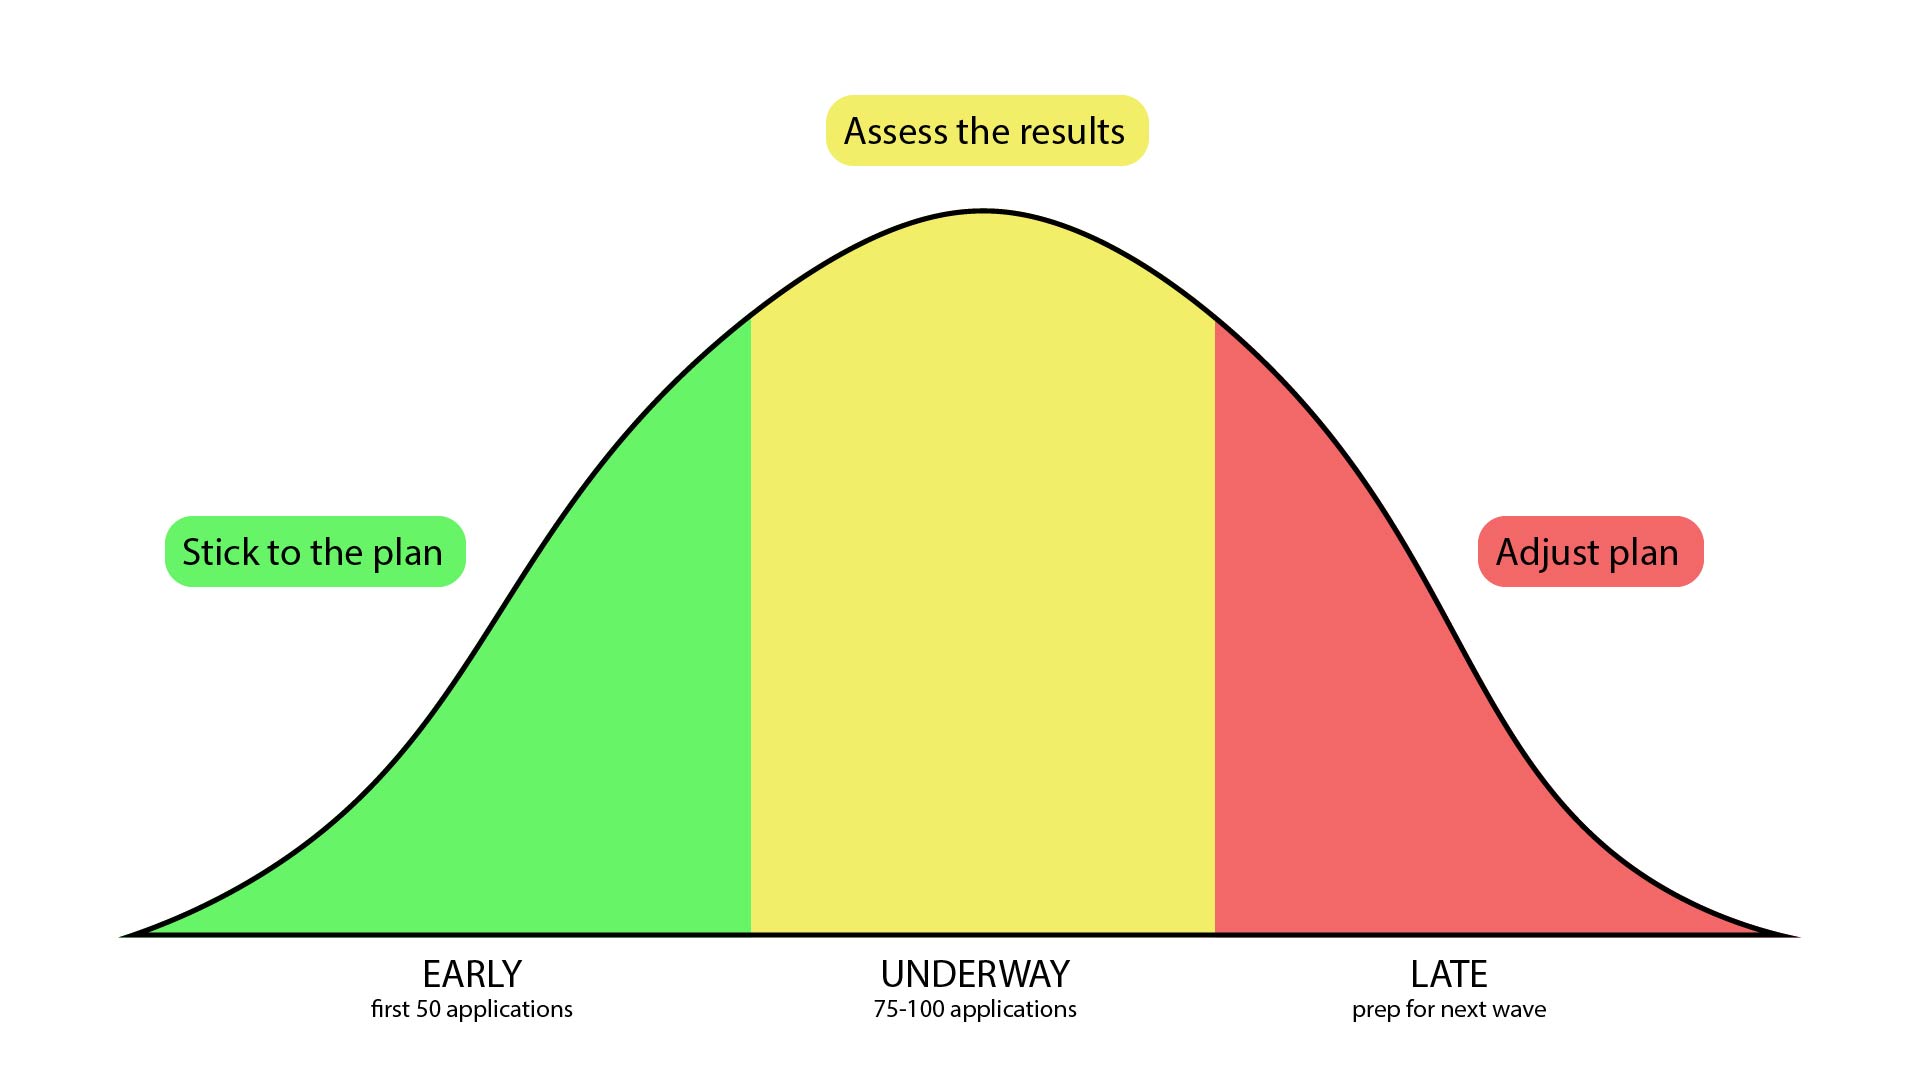 Assess the results
Stick to the plan
Adjust plan
EARLY
first 50 applications
UNDERWAY
75-100 applications
LATE
prep for next wave